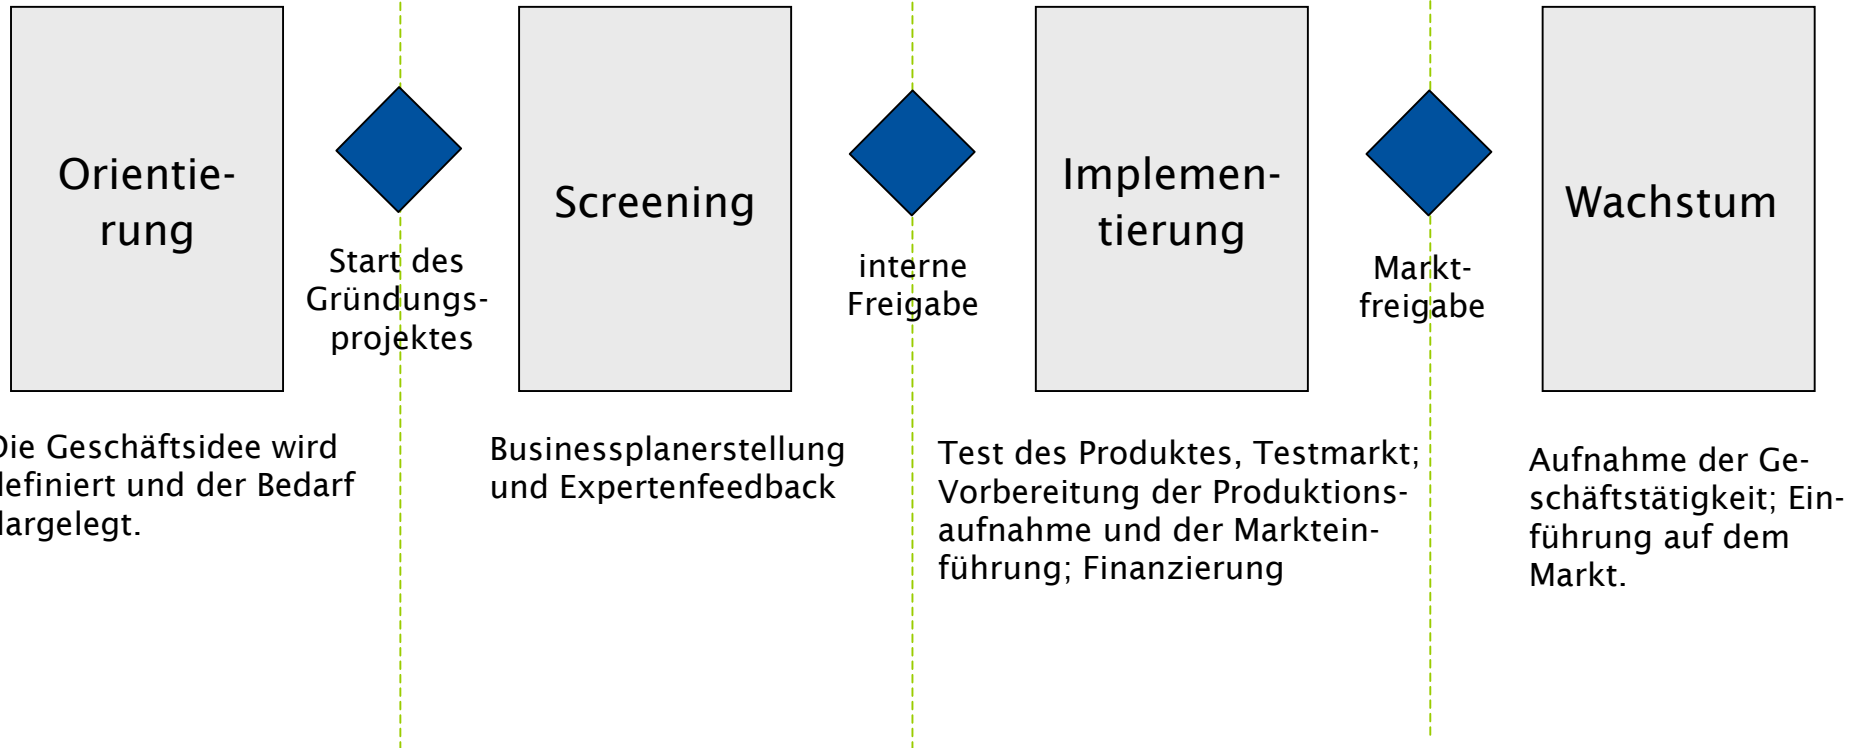 Orientie-
rung
Start des
Gründungs-
projektes
Screening
interne
Freigabe
Implemen-
tierung
Markt-
freigabe
Wachstum
Die Geschäftsidee wird
definiert und der Bedarf
dargelegt.
Businessplanerstellung
und Expertenfeedback
Test des Produktes, Testmarkt;
Vorbereitung der Produktions-
aufnahme und der Marktein-
führung; Finanzierung
Aufnahme der Ge-
schäftstätigkeit; Ein-
führung auf dem
Markt.